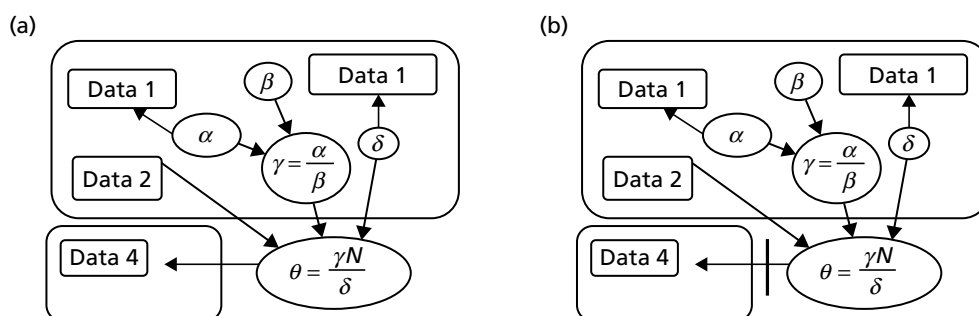 (a)
Data 1
β
Data 1
α
δ
γ = α/β
Data 2
Data 4
θ = γN/δ
(b)
Data 1
β
Data 1
α
δ
γ = α/β
Data 2
Data 4
θ = γN/δ